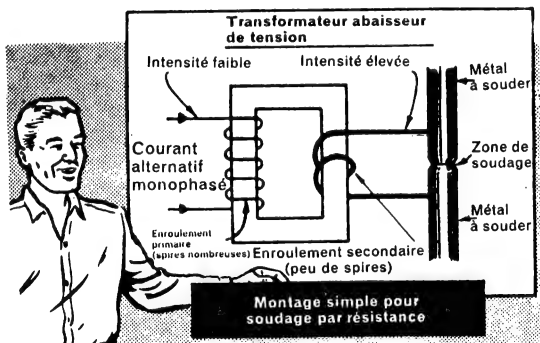 Transformateur abaisseur
de tension
Intensité faible
Intensité élevée
Métal
à souder
Courant
alternatif
monophasé
Zone de
soudage
Enroulement
primaire
(spires nombreuses)
Enroulement secondaire
(peu de spires)
Métal
à souder
Montage simple pour
soudage par résistance